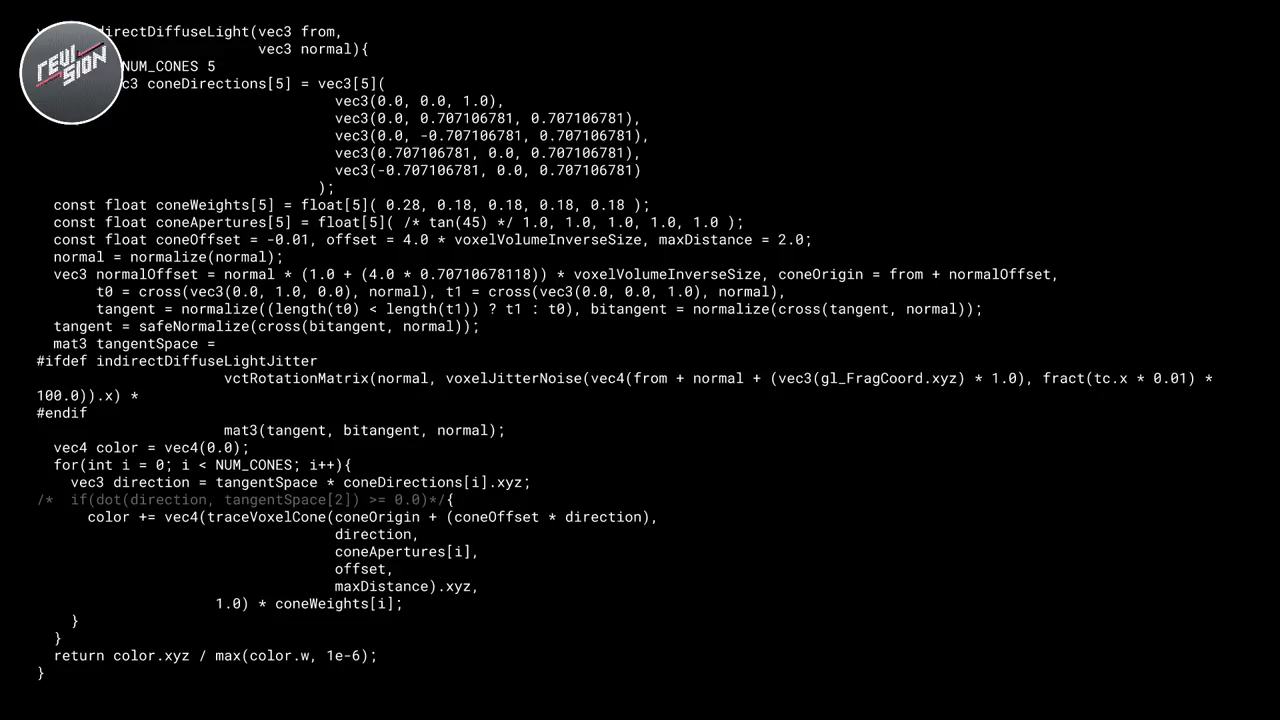 irectDiffuseLight(vec3 from,
vec3 normal){
REVISION
NUM_CONES 5
c3 coneDirections[5] = vec3[5](
vec3(0.0, 0.0, 1.0),
vec3(0.0, 0.707106781, 0.707106781),
vec3(0.0, -0.707106781, 0.707106781),
vec3(0.707106781, 0.0, 0.707106781),
vec3(-0.707106781, 0.0, 0.707106781)
);
const float coneWeights[5] = float[5]( 0.28, 0.18, 0.18, 0.18, 0.18 );
const float coneApertures[5] = float[5]( /* tan(45) */ 1.0, 1.0, 1.0, 1.0, 1.0 );
const float coneOffset = -0.01, offset = 4.0 * voxelVolumeInverseSize, maxDistance = 2.0;
normal = normalize(normal);
vec3 normalOffset = normal * (1.0 + (4.0 * 0.70710678118)) * voxelVolumeInverseSize, coneOrigin = from + normalOffset,
t0 = cross(vec3(0.0, 1.0, 0.0), normal), t1 = cross(vec3(0.0, 0.0, 1.0), normal),
tangent = normalize((length(t0) < length(t1)) ? t1 : t0), bitangent = normalize(cross(tangent, normal));
tangent = safeNormalize(cross(bitangent, normal));
mat3 tangentSpace =
#ifdef indirectDiffuseLightJitter
vctRotationMatrix(normal, voxelJitterNoise(vec4(from + normal + (vec3(gl_FragCoord.xyz) * 1.0), fract(tc.x * 0.01) *
100.0)).x) *
#endif
mat3(tangent, bitangent, normal);
vec4 color = vec4(0.0);
for(int i = 0; i < NUM_CONES; i++){
vec3 direction = tangentSpace * coneDirections[i].xyz;
/*  if(dot(direction, tangentSpace[2]) >= 0.0)*/{
color += vec4(traceVoxelCone(coneOrigin + (coneOffset * direction),
direction,
coneApertures[i],
offset,
maxDistance).xyz,
1.0) * coneWeights[i];
}
}
return color.xyz / max(color.w, 1e-6);
}